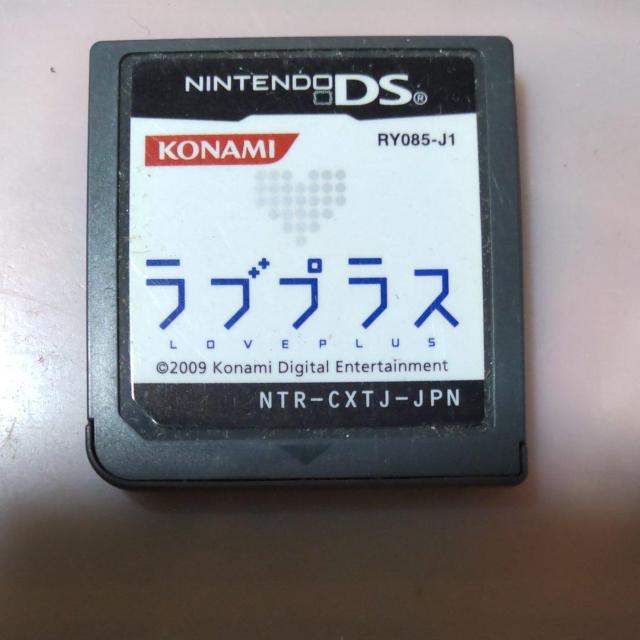 NINTENDO DS®
KONAMI
RY085-J1
ラブプラス
LOVEPLUS
©2009 Konami Digital Entertainment
NTR-CXTJ-JPN